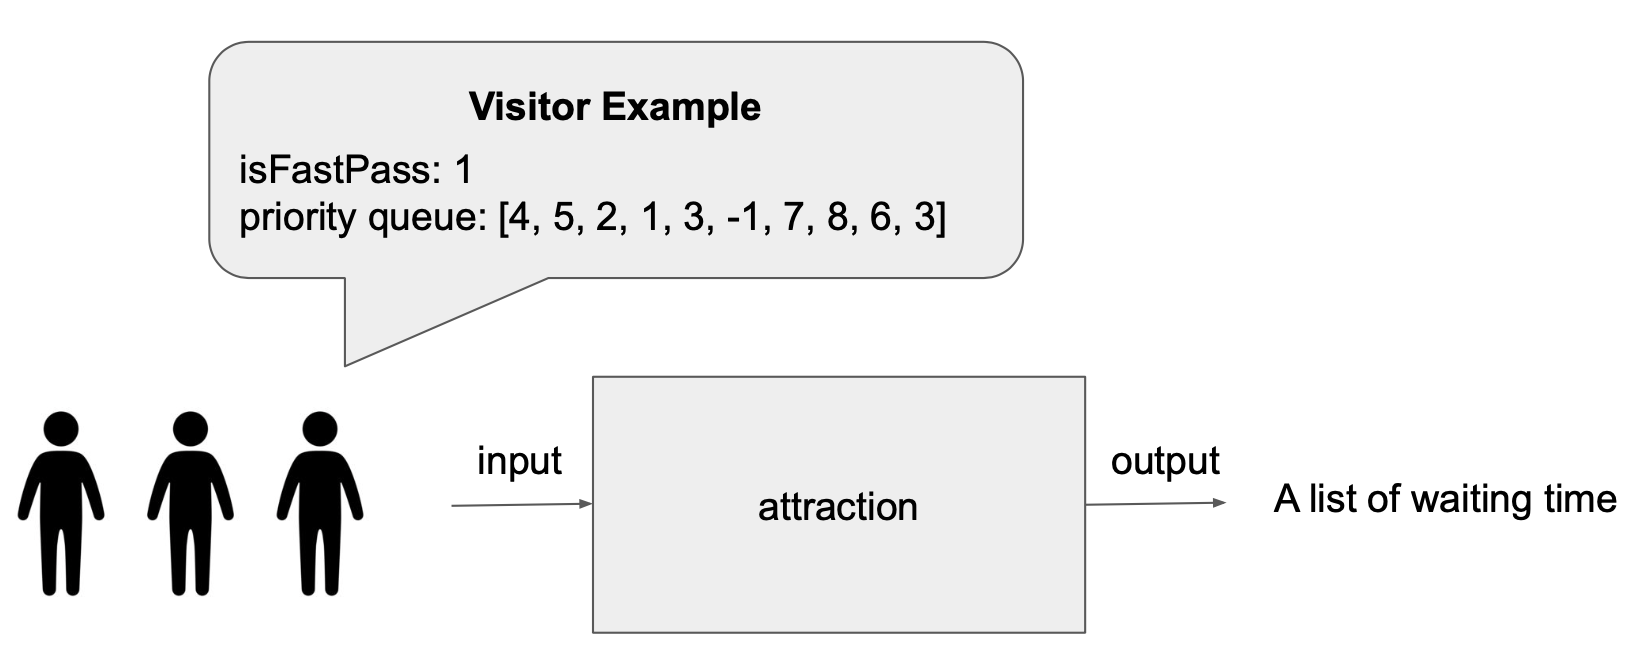 Visitor Example
isFastPass: 1
priority queue: [4, 5, 2, 1, 3, -1, 7, 8, 6, 3]
input
attraction
output
A list of waiting time